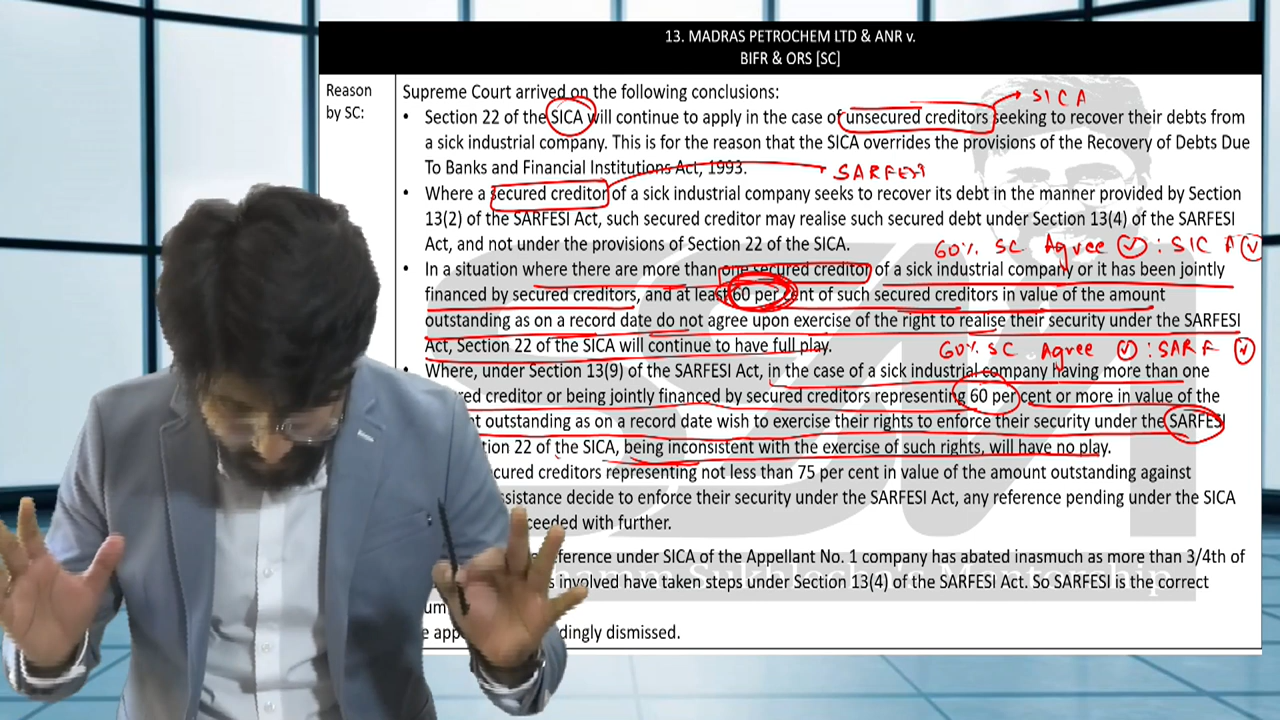 13. MADRAS PETROCHEM LTD & ANR v.
BIFR & ORS [SC]
Reason
by SC:
Supreme Court arrived on the following conclusions:
SICA
• Section 22 of the SICA will continue to apply in the case of unsecured creditors seeking to recover their debts from
a sick industrial company. This is for the reason that the SICA overrides the provisions of the Recovery of Debts Due
To Banks and Financial Institutions Act, 1993.
SARFESI
• Where a secured creditor of a sick industrial company seeks to recover its debt in the manner provided by Section
13(2) of the SARFESI Act, such secured creditor may realise such secured debt under Section 13(4) of the SARFESI
Act, and not under the provisions of Section 22 of the SICA.
60% SC Agree : SICA
• In a situation where there are more than one secured creditor of a sick industrial company or it has been jointly
financed by secured creditors, and at least 60 per cent of such secured creditors in value of the amount
outstanding as on a record date do not agree upon exercise of the right to realise their security under the SARFESI
Act, Section 22 of the SICA will continue to have full play.
60% SC Agree : SARF
• Where, under Section 13(9) of the SARFESI Act, in the case of a sick industrial company having more than one
creditor or being jointly financed by secured creditors representing 60 per cent or more in value of the
outstanding as on a record date wish to exercise their rights to enforce their security under the SARFESI
22 of the SICA, being inconsistent with the exercise of such rights, will have no play.
creditors representing not less than 75 per cent in value of the amount outstanding against
decide to enforce their security under the SARFESI Act, any reference pending under the SICA
with further.
under SICA of the Appellant No. 1 company has abated inasmuch as more than 3/4th of
involved have taken steps under Section 13(4) of the SARFESI Act. So SARFESI is the correct
dismissed.